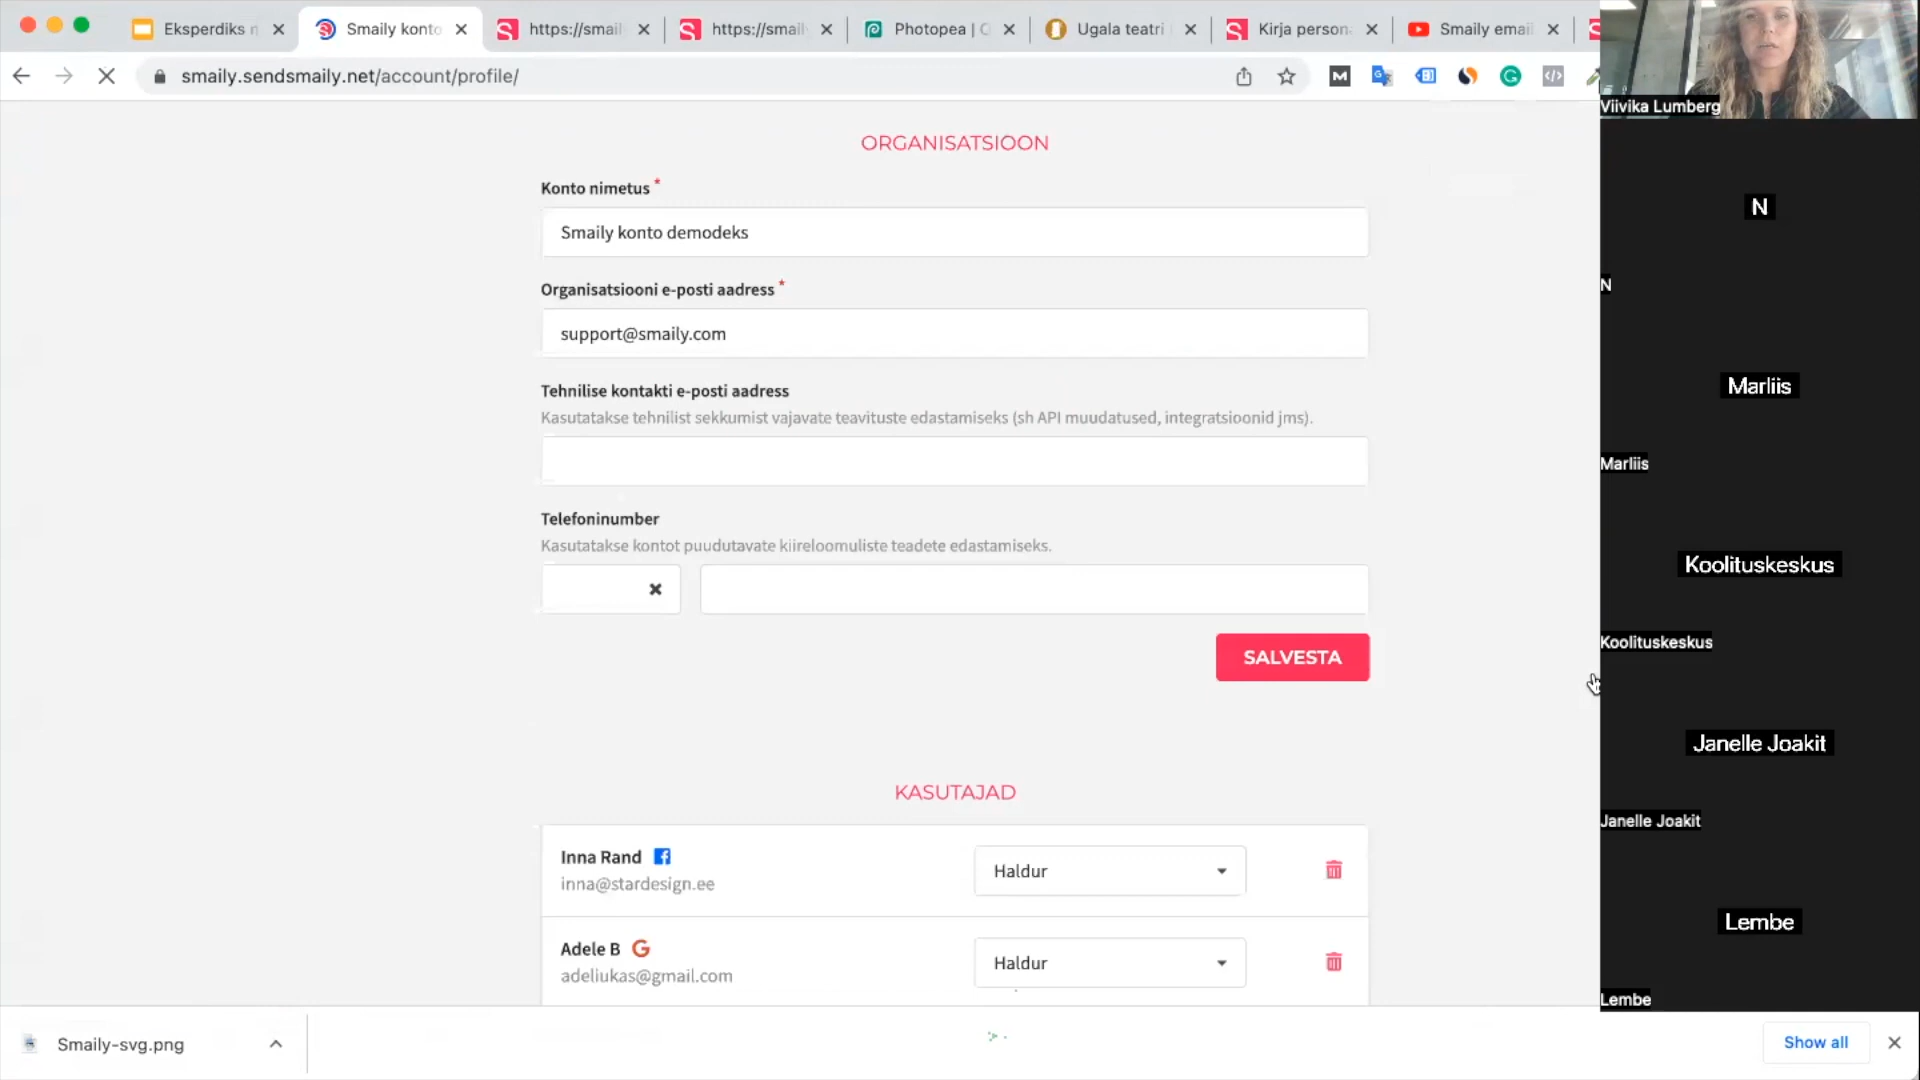 Eksperdiks
Smaily konto
https://smail
https://smaily
Photopea |
Ugala teatri
Kirja person
Smaily email
smaily.sendsmaily.net/account/profile/
ORGANISATSIOON
Konto nimetus *
Smaily konto demodeks
Organisatsiooni e-posti aadress *
support@smaily.com
Tehnilise kontakti e-posti aadress
Kasutatakse tehnilist sekkumist vajavate teavituste edastamiseks (sh API muudatused, integratsioonid jms).
Telefoninumber
Kasutatakse kontot puudutavate kiireloomuliste teadete edastamiseks.
SALVESTA
KASUTAJAD
Inna Rand
inna@stardesign.ee
Haldur
Adele B
adeliukas@gmail.com
Haldur
Smaily-svg.png
Show all
Viivika Lumberg
N
N
Marliis
Marliis
Koolituskeskus
Koolituskeskus
Janelle Joakit
Janelle Joakit
Lembe
Lembe